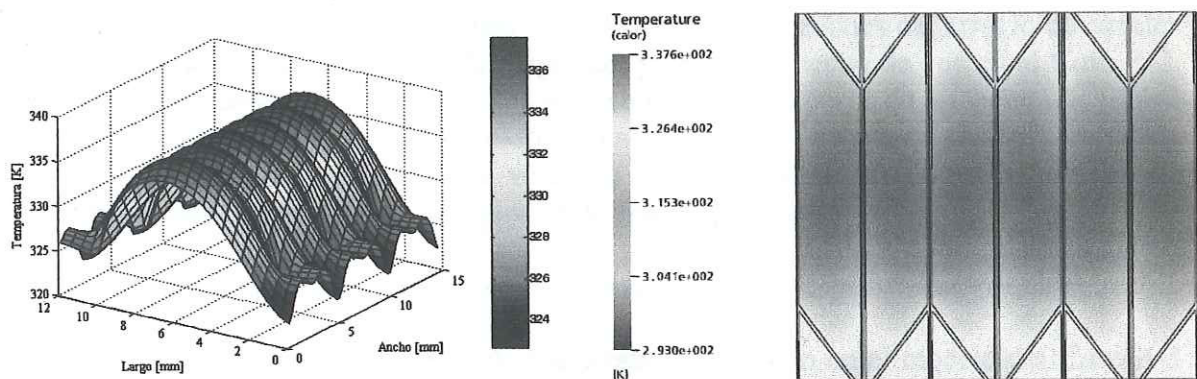 340
335
330
325
320
Temperatura [K]
12
10
8
6
4
2
0
Largo [mm]
0
5
10
15
Ancho [mm]
336
334
332
330
328
326
324
Temperature
(calor)
3.376e+002
3.264e+002
3.153e+002
3.041e+002
2.930e+002
[K]